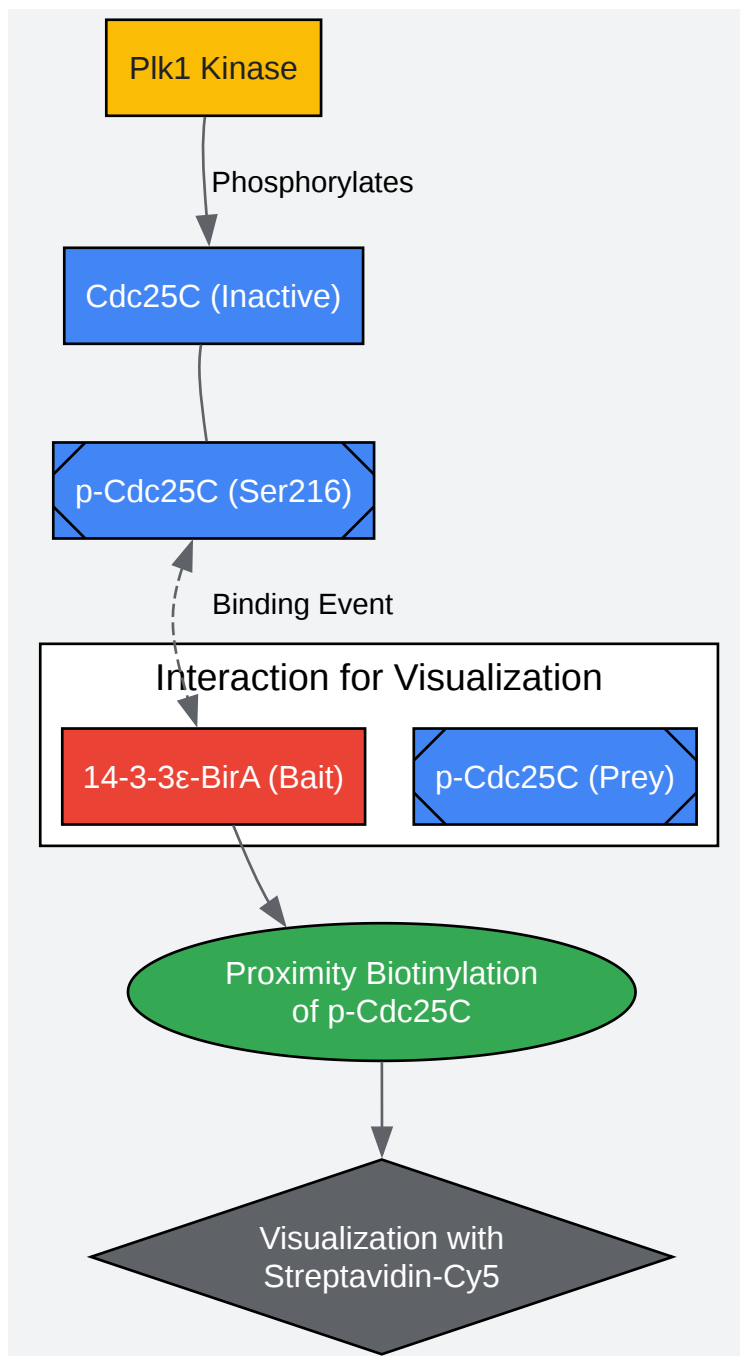 Plk1 Kinase
Phosphorylates
Cdc25C (Inactive)
p-Cdc25C (Ser216)
Binding Event
Interaction for Visualization
14-3-3ε-BirA (Bait)
p-Cdc25C (Prey)
Proximity Biotinylation
of p-Cdc25C
Visualization with
Streptavidin-Cy5